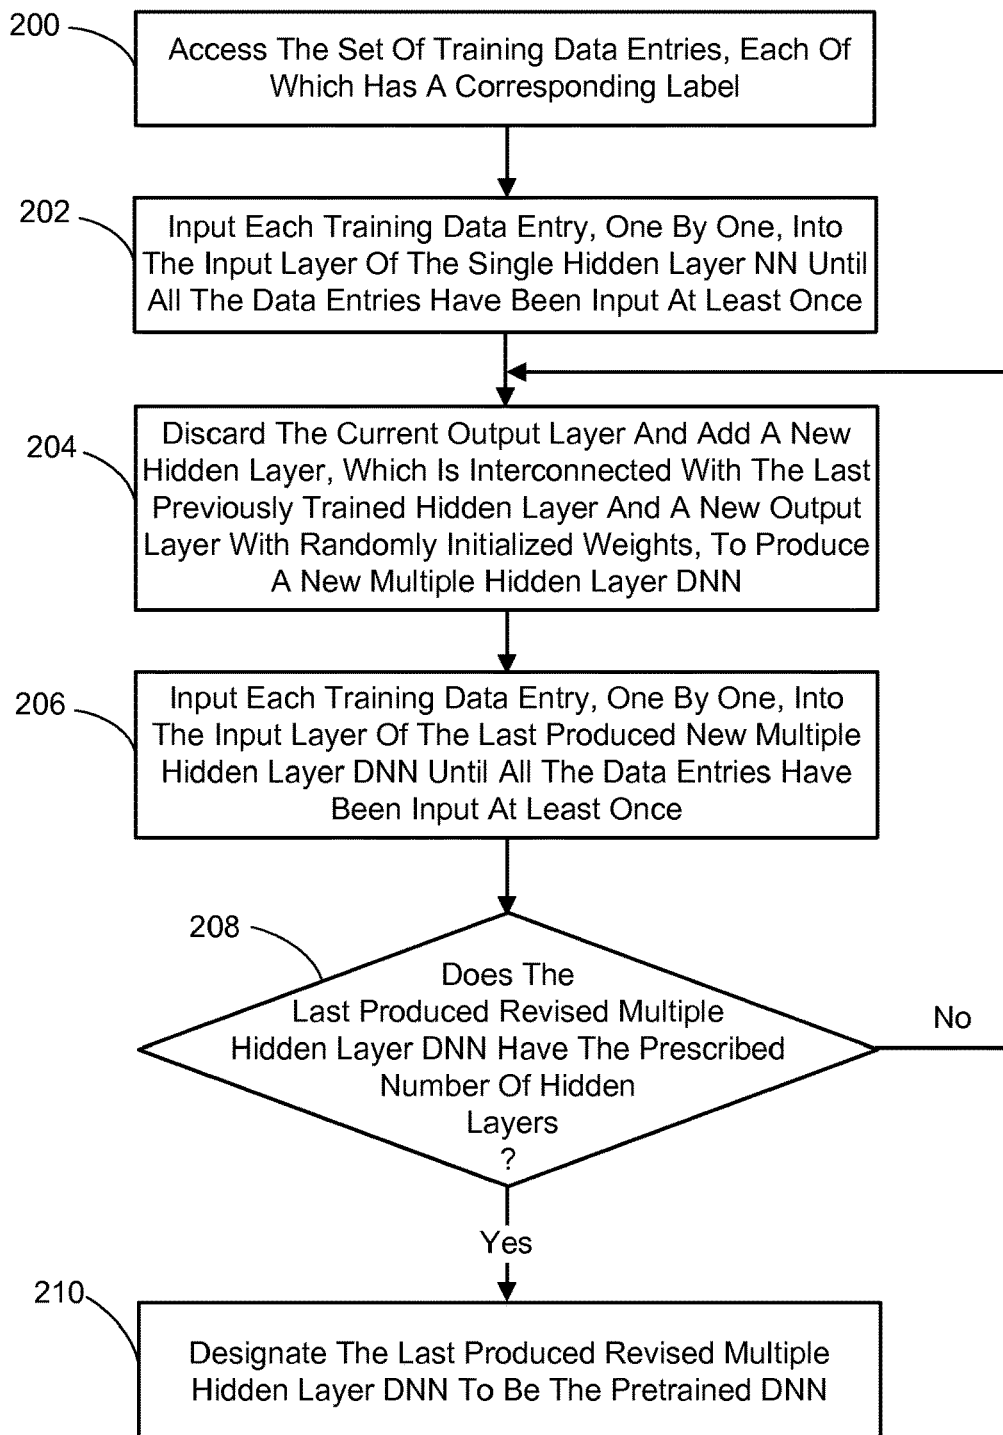 200
Access The Set Of Training Data Entries, Each Of
Which Has A Corresponding Label
202
Input Each Training Data Entry, One By One, Into
The Input Layer Of The Single Hidden Layer NN Until
All The Data Entries Have Been Input At Least Once
204
Discard The Current Output Layer And Add A New
Hidden Layer, Which Is Interconnected With The Last
Previously Trained Hidden Layer And A New Output
Layer With Randomly Initialized Weights, To Produce
A New Multiple Hidden Layer DNN
206
Input Each Training Data Entry, One By One, Into
The Input Layer Of The Last Produced New Multiple
Hidden Layer DNN Until All The Data Entries Have
Been Input At Least Once
208
Does The
Last Produced Revised Multiple
Hidden Layer DNN Have The Prescribed
Number Of Hidden
Layers
?
No
Yes
210
Designate The Last Produced Revised Multiple
Hidden Layer DNN To Be The Pretrained DNN